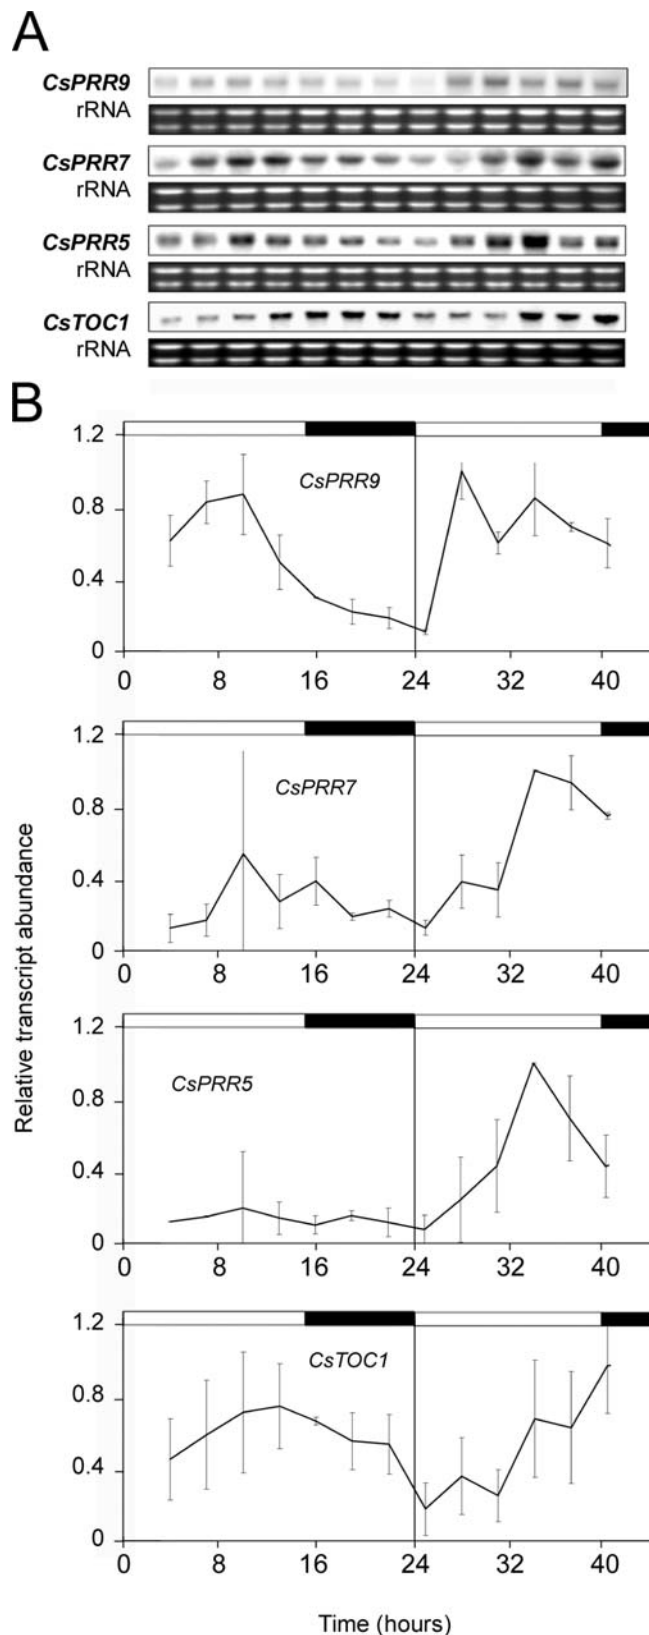 A
CsPRR9
rRNA
CsPRR7
rRNA
CsPRR5
rRNA
CsTOC1
rRNA
B
Relative transcript abundance
1.2
0.8
0.4
0
CsPRR9
0 8 16 24 32 40
1.2
0.8
0.4
0
CsPRR7
0 8 16 24 32 40
1.2
0.8
0.4
0
CsPRR5
0 8 16 24 32 40
1.2
0.8
0.4
0
CsTOC1
0 8 16 24 32 40
Time (hours)